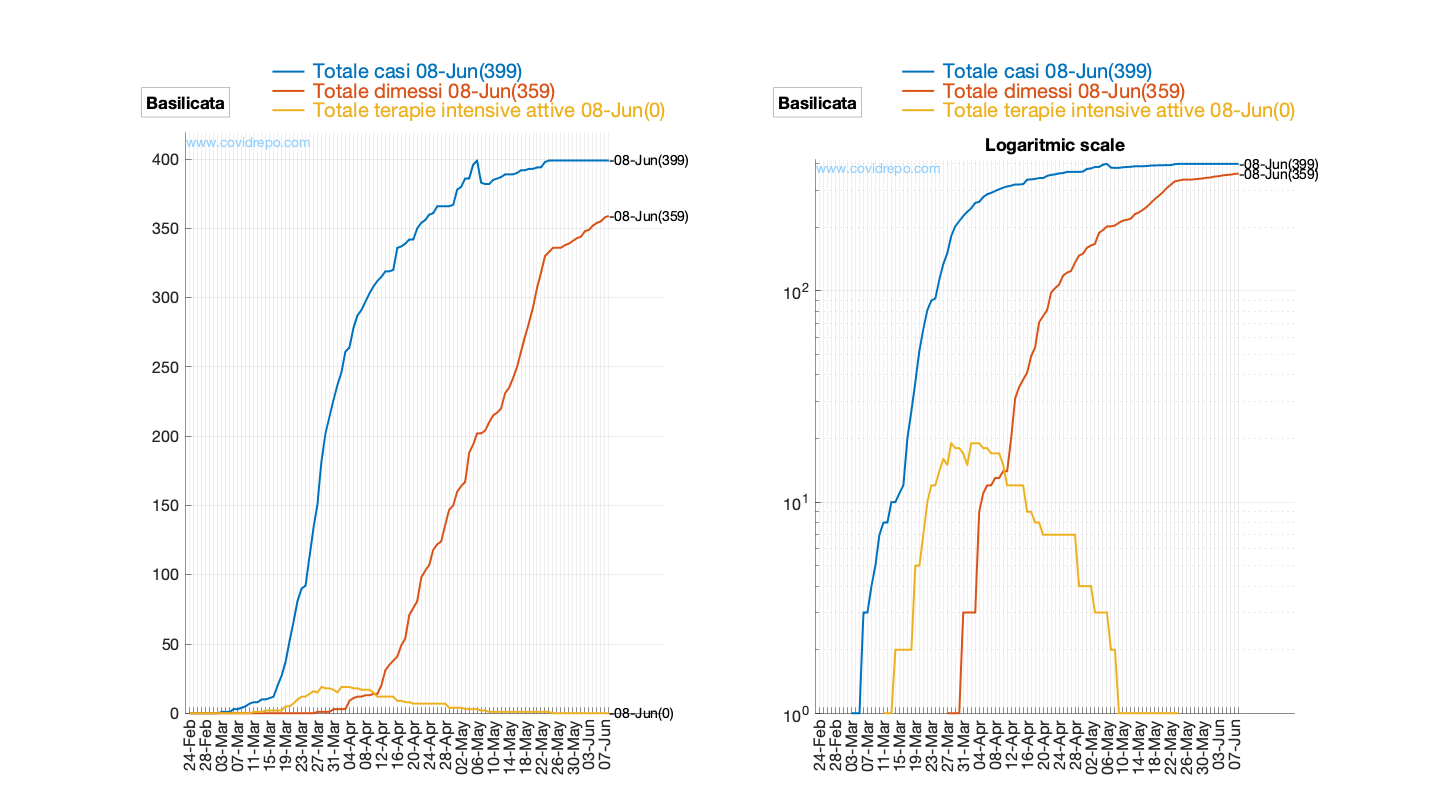 Totale casi 08-Jun(399)
Totale dimessi 08-Jun(359)
Totale terapie intensive attive 08-Jun(0)
Basilicata
www.covidrepo.com
400
350
300
250
200
150
100
50
0
-08-Jun(399)
-08-Jun(359)
-08-Jun(0)
24-Feb
28-Feb
03-Mar
07-Mar
11-Mar
15-Mar
19-Mar
23-Mar
27-Mar
31-Mar
04-Apr
08-Apr
12-Apr
16-Apr
20-Apr
24-Apr
28-Apr
02-May
06-May
10-May
14-May
18-May
22-May
26-May
30-May
03-Jun
07-Jun
Totale casi 08-Jun(399)
Totale dimessi 08-Jun(359)
Totale terapie intensive attive 08-Jun(0)
Basilicata
Logaritmic scale
www.covidrepo.com
10²
10¹
10⁰
-08-Jun(399)
-08-Jun(359)
24-Feb
28-Feb
03-Mar
07-Mar
11-Mar
15-Mar
19-Mar
23-Mar
27-Mar
31-Mar
04-Apr
08-Apr
12-Apr
16-Apr
20-Apr
24-Apr
28-Apr
02-May
06-May
10-May
14-May
18-May
22-May
26-May
30-May
03-Jun
07-Jun